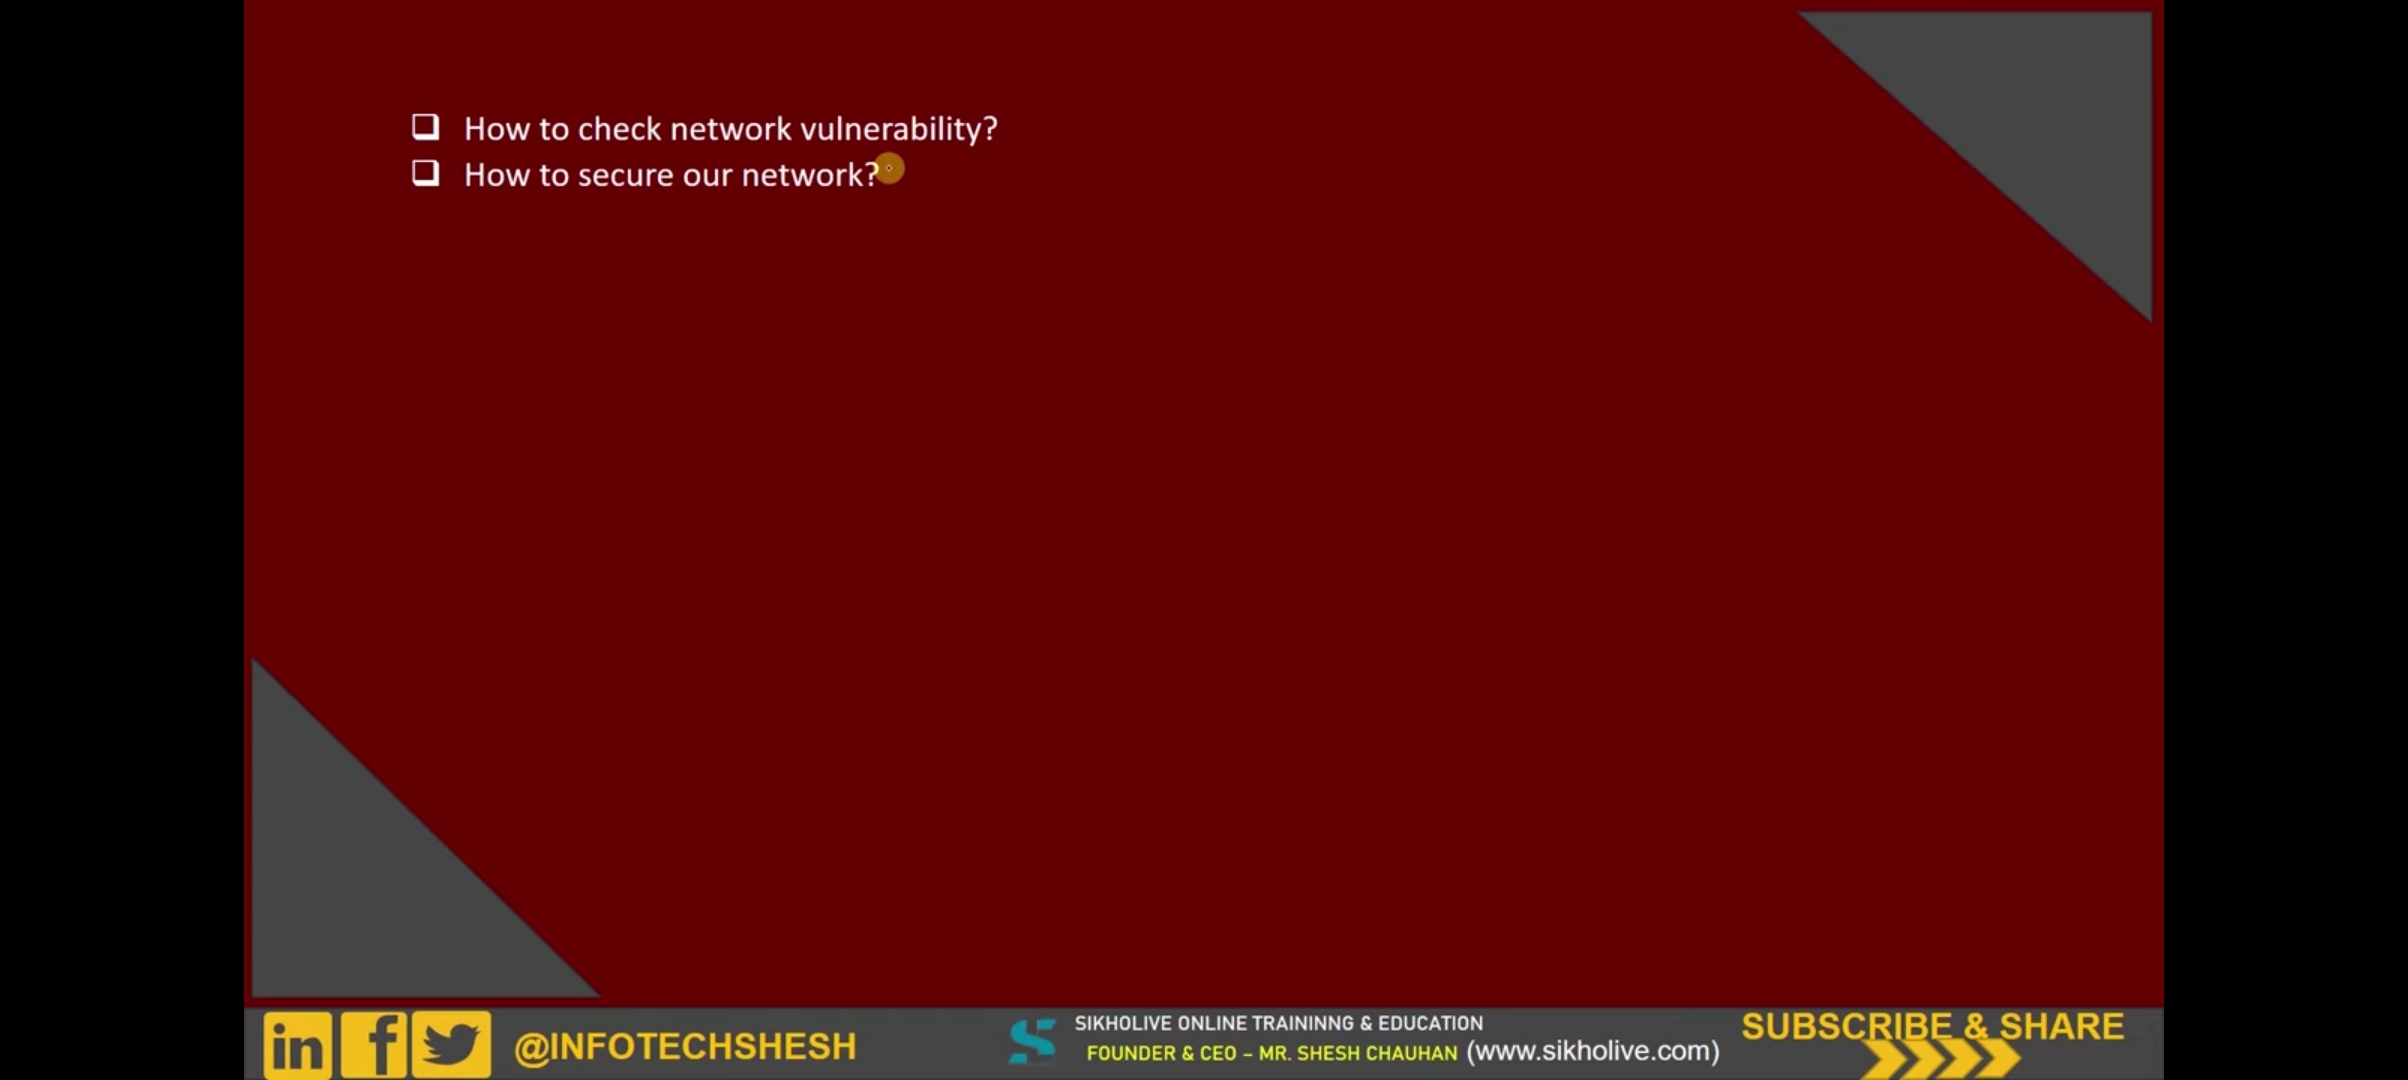 How to check network vulnerability?
How to secure our network?
in f
@INFOTECHSHESH
SIKHOLIVE ONLINE TRAININNG & EDUCATION
FOUNDER & CEO – MR. SHESH CHAUHAN (www.sikholive.com)
SUBSCRIBE & SHARE